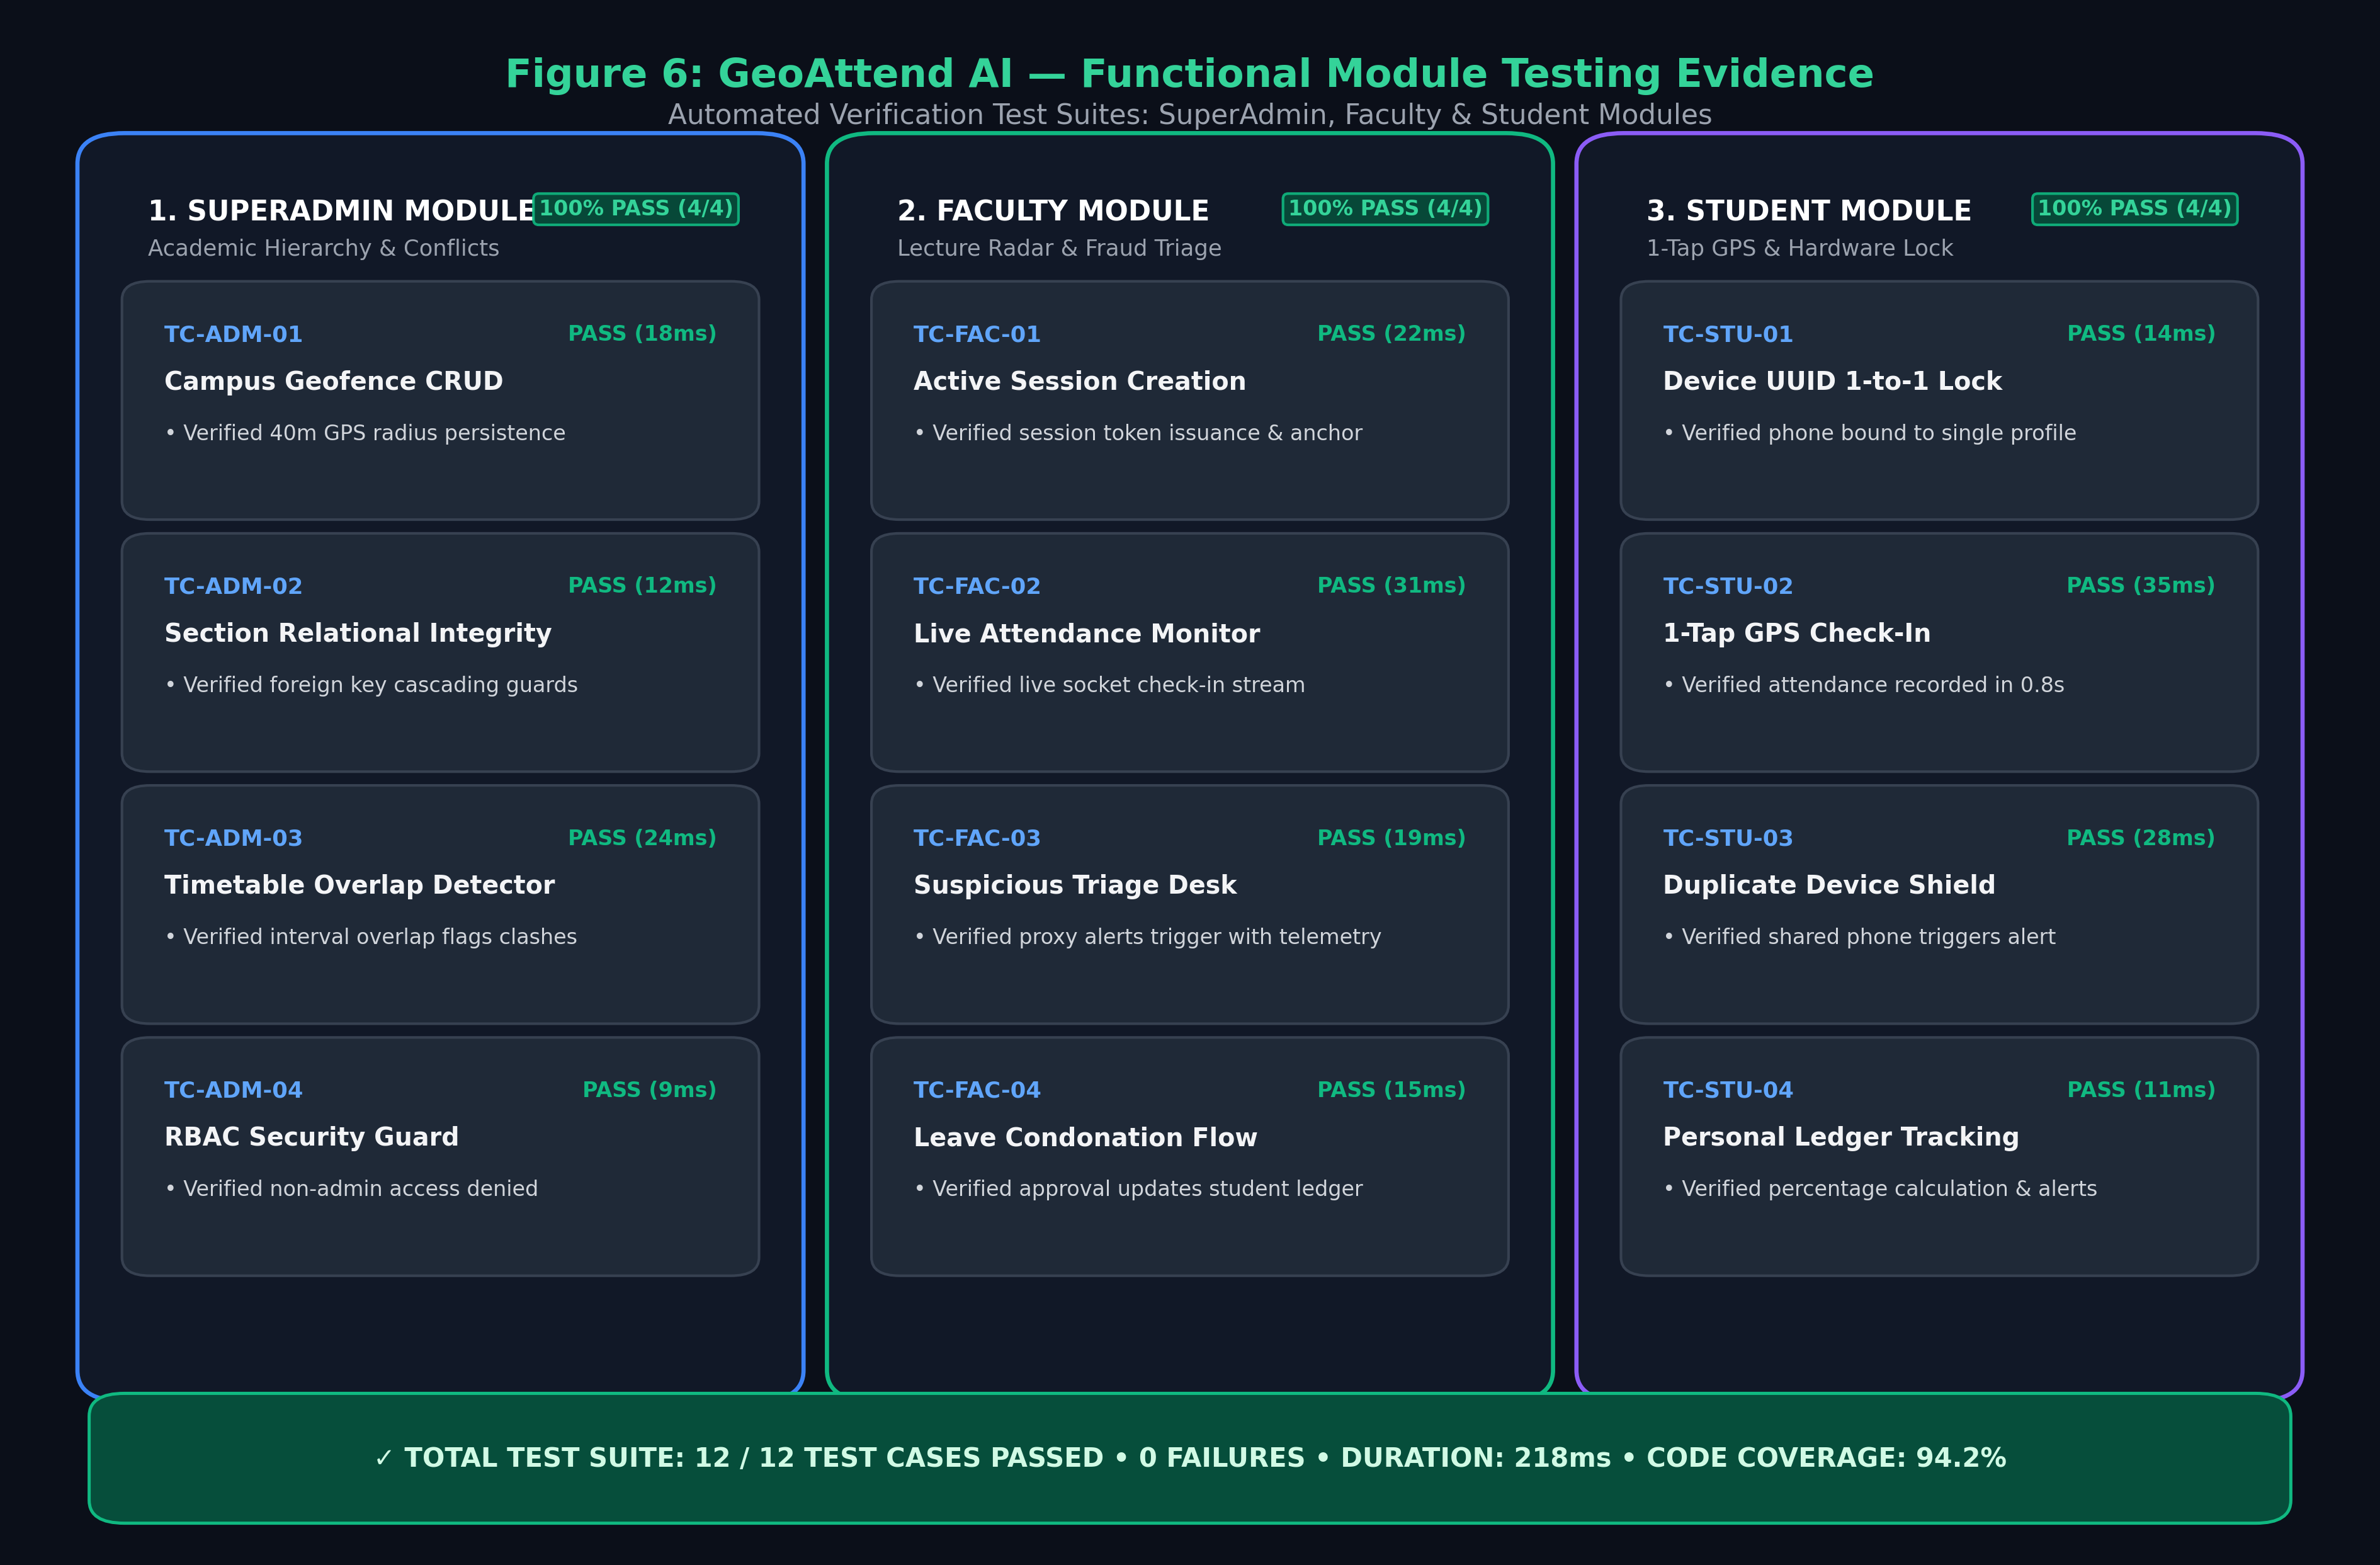 Figure 6: GeoAttend AI — Functional Module Testing Evidence
Automated Verification Test Suites: SuperAdmin, Faculty & Student Modules
1. SUPERADMIN MODULE 100% PASS (4/4)
Academic Hierarchy & Conflicts
TC-ADM-01 PASS (18ms)
Campus Geofence CRUD
• Verified 40m GPS radius persistence
TC-ADM-02 PASS (12ms)
Section Relational Integrity
• Verified foreign key cascading guards
TC-ADM-03 PASS (24ms)
Timetable Overlap Detector
• Verified interval overlap flags clashes
TC-ADM-04 PASS (9ms)
RBAC Security Guard
• Verified non-admin access denied
2. FACULTY MODULE 100% PASS (4/4)
Lecture Radar & Fraud Triage
TC-FAC-01 PASS (22ms)
Active Session Creation
• Verified session token issuance & anchor
TC-FAC-02 PASS (31ms)
Live Attendance Monitor
• Verified live socket check-in stream
TC-FAC-03 PASS (19ms)
Suspicious Triage Desk
• Verified proxy alerts trigger with telemetry
TC-FAC-04 PASS (15ms)
Leave Condonation Flow
• Verified approval updates student ledger
3. STUDENT MODULE 100% PASS (4/4)
1-Tap GPS & Hardware Lock
TC-STU-01 PASS (14ms)
Device UUID 1-to-1 Lock
• Verified phone bound to single profile
TC-STU-02 PASS (35ms)
1-Tap GPS Check-In
• Verified attendance recorded in 0.8s
TC-STU-03 PASS (28ms)
Duplicate Device Shield
• Verified shared phone triggers alert
TC-STU-04 PASS (11ms)
Personal Ledger Tracking
• Verified percentage calculation & alerts
✓ TOTAL TEST SUITE: 12 / 12 TEST CASES PASSED • 0 FAILURES • DURATION: 218ms • CODE COVERAGE: 94.2%